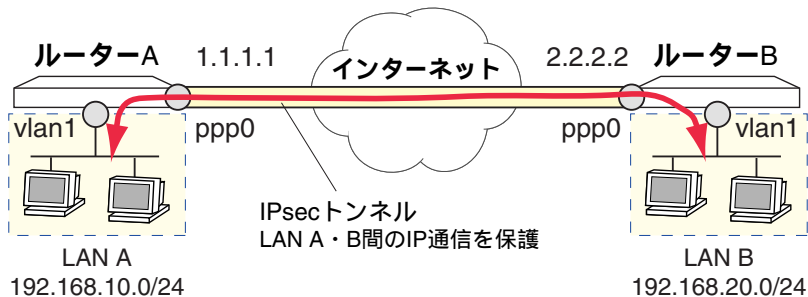 ルーターA
1.1.1.1
インターネット
2.2.2.2
ルーターB
vlan1
ppp0
ppp0
vlan1
IPsecトンネル
LAN A・B間のIP通信を保護
LAN A
192.168.10.0/24
LAN B
192.168.20.0/24